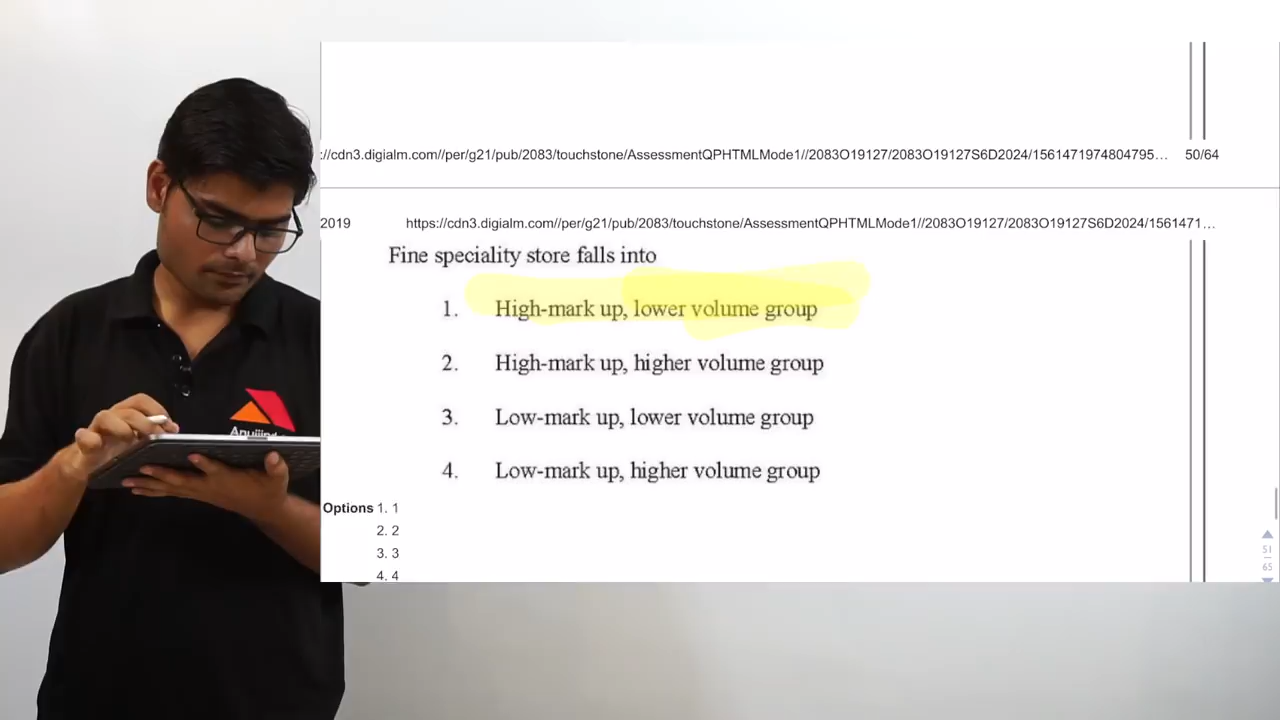 ://cdn3.digialm.com//per/g21/pub/2083/touchstone/AssessmentQPHTMLMode1//2083O19127/2083O19127S6D2024/1561471974804795… 50/64
2019 https://cdn3.digialm.com//per/g21/pub/2083/touchstone/AssessmentQPHTMLMode1//2083O19127/2083O19127S6D2024/1561471…
Fine speciality store falls into
1. High-mark up, lower volume group
2. High-mark up, higher volume group
3. Low-mark up, lower volume group
4. Low-mark up, higher volume group
Options 1. 1
2. 2
3. 3
4. 4
51
65